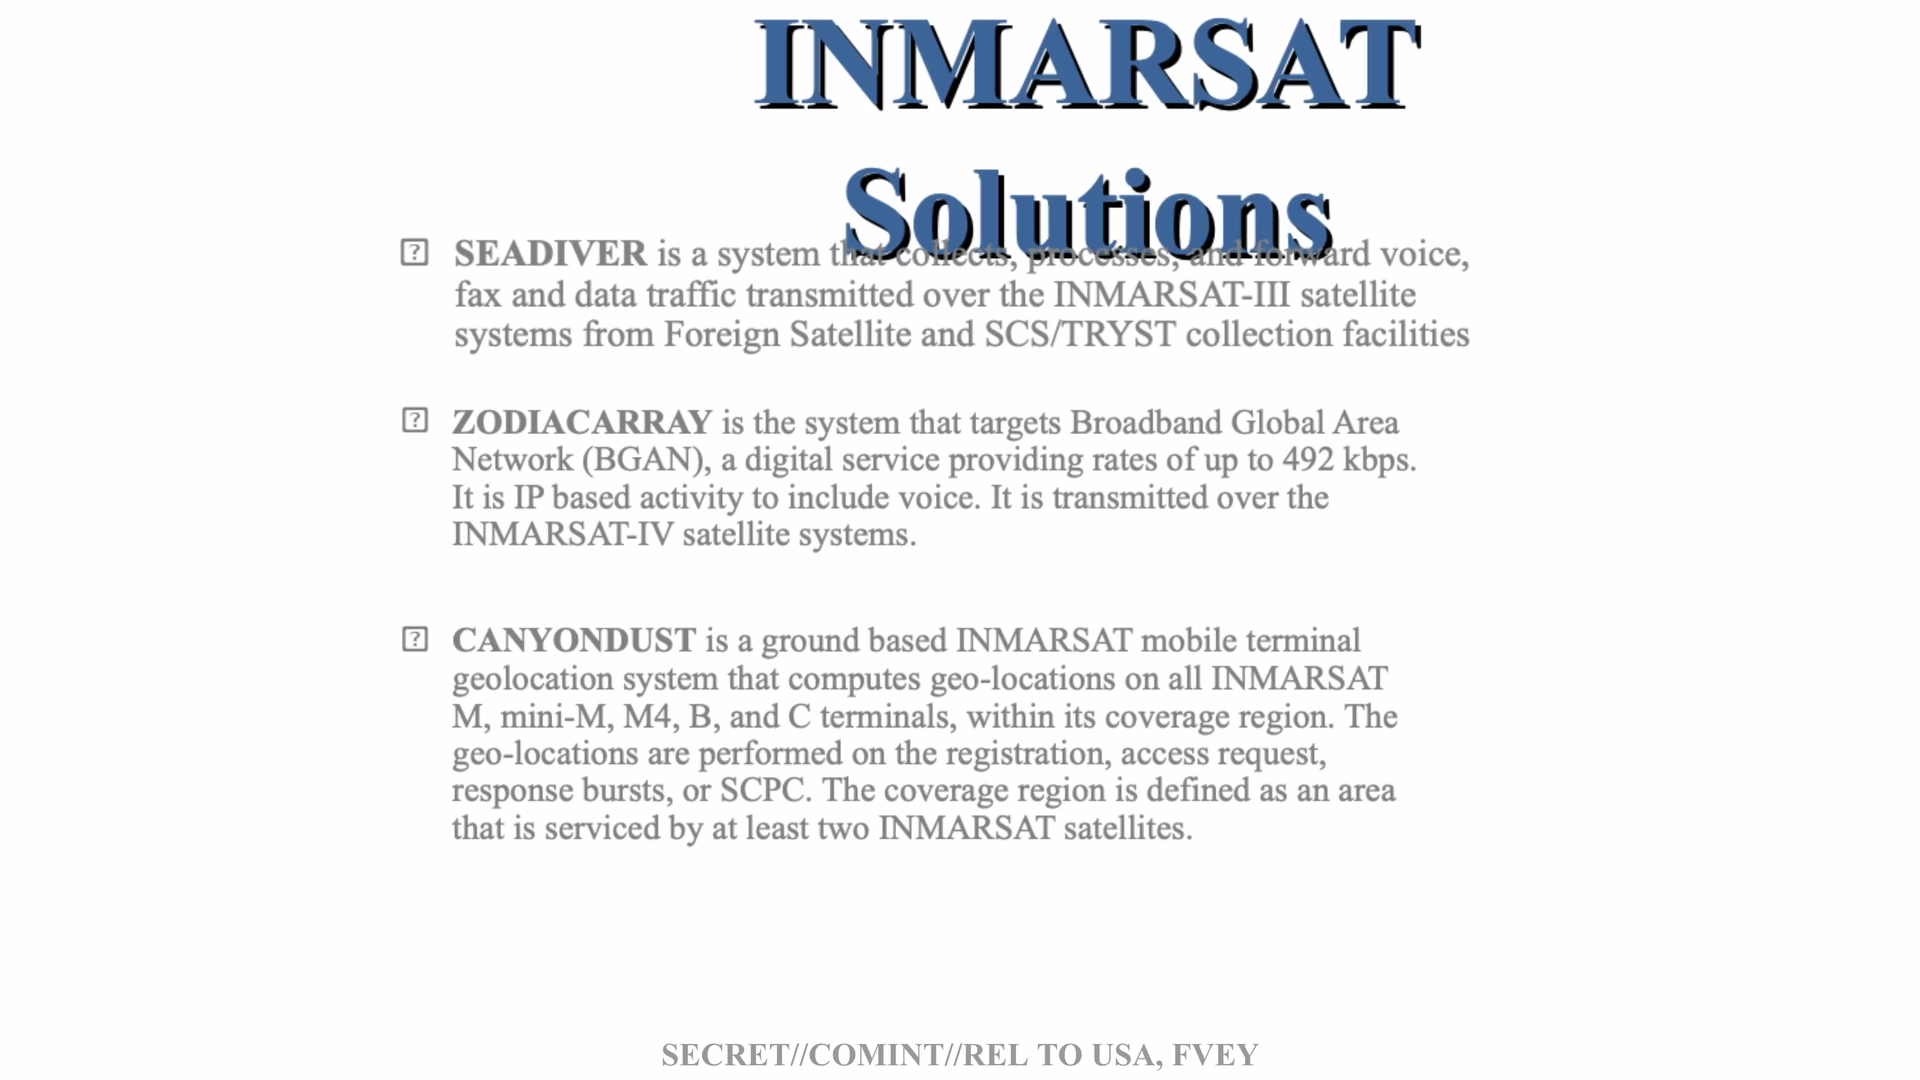 INMARSAT
Solutions
SEADIVER is a system that collects, processes, and forward voice,
fax and data traffic transmitted over the INMARSAT-III satellite
systems from Foreign Satellite and SCS/TRYST collection facilities
ZODIACARRAY is the system that targets Broadband Global Area
Network (BGAN), a digital service providing rates of up to 492 kbps.
It is IP based activity to include voice. It is transmitted over the
INMARSAT-IV satellite systems.
CANYONDUST is a ground based INMARSAT mobile terminal
geolocation system that computes geo-locations on all INMARSAT
M, mini-M, M4, B, and C terminals, within its coverage region. The
geo-locations are performed on the registration, access request,
response bursts, or SCPC. The coverage region is defined as an area
that is serviced by at least two INMARSAT satellites.
SECRET//COMINT//REL TO USA, FVEY